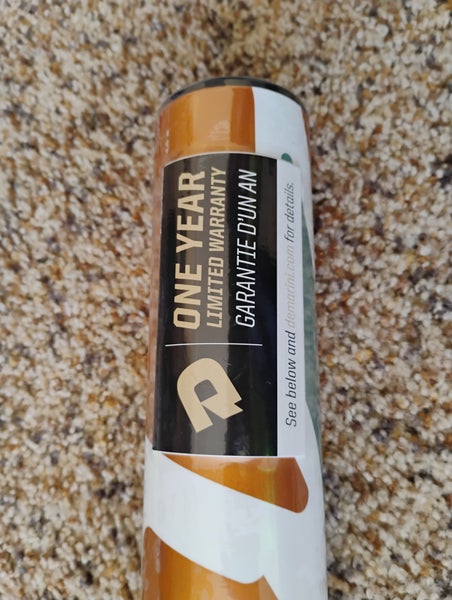 ONE YEAR
LIMITED WARRANTY
GARANTIE D'UN AN
See below and demarini.com for details.